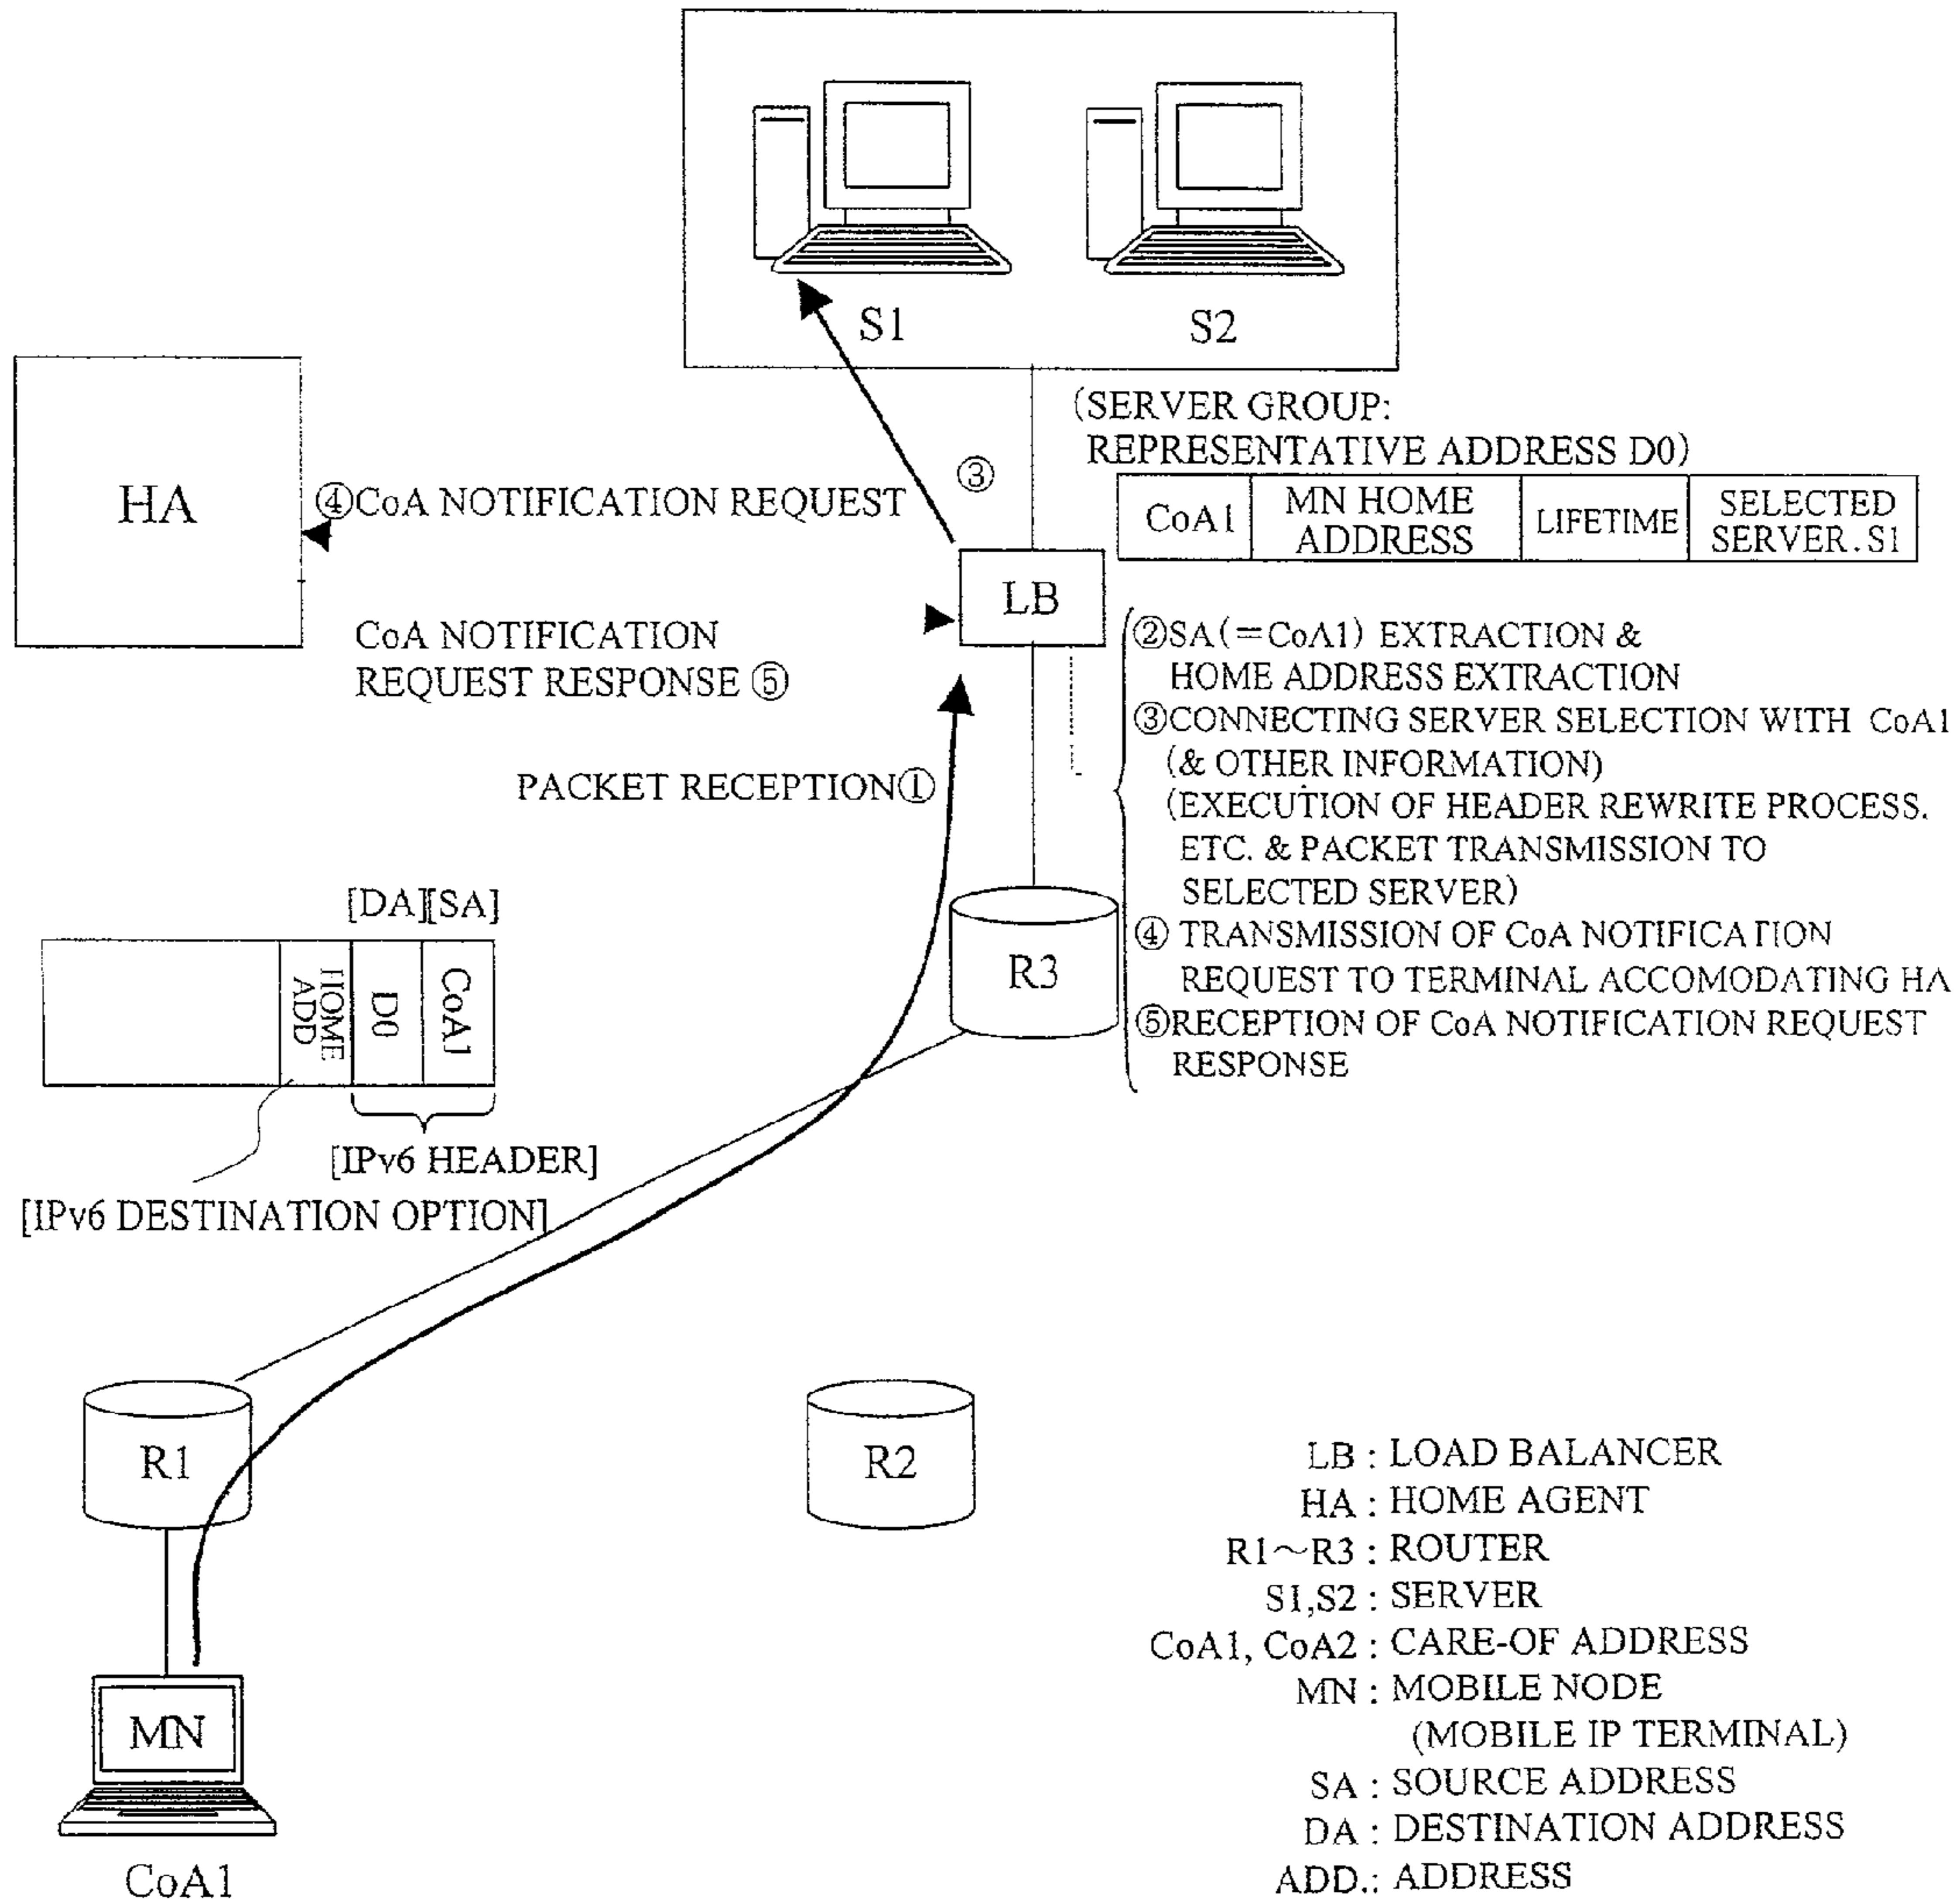 S1
S2
(SERVER GROUP:
REPRESENTATIVE ADDRESS D0)
HA
④CoA NOTIFICATION REQUEST
③
CoA1
MN HOME
ADDRESS
LIFETIME
SELECTED
SERVER.S1
LB
CoA NOTIFICATION
REQUEST RESPONSE ⑤
②SA(=CoA1) EXTRACTION &
HOME ADDRESS EXTRACTION
③CONNECTING SERVER SELECTION WITH CoA1
(& OTHER INFORMATION)
(EXECUTION OF HEADER REWRITE PROCESS.
ETC. & PACKET TRANSMISSION TO
SELECTED SERVER)
④ TRANSMISSION OF CoA NOTIFICATION
REQUEST TO TERMINAL ACCOMODATING HA
⑤RECEPTION OF CoA NOTIFICATION REQUEST
RESPONSE
PACKET RECEPTION①
[DA][SA]
HOME
ADD
D0
CoA1
R3
[IPv6 HEADER]
[IPv6 DESTINATION OPTION]
R1
R2
MN
CoA1
LB : LOAD BALANCER
HA : HOME AGENT
R1～R3 : ROUTER
S1,S2 : SERVER
CoA1, CoA2 : CARE-OF ADDRESS
MN : MOBILE NODE
(MOBILE IP TERMINAL)
SA : SOURCE ADDRESS
DA : DESTINATION ADDRESS
ADD.: ADDRESS